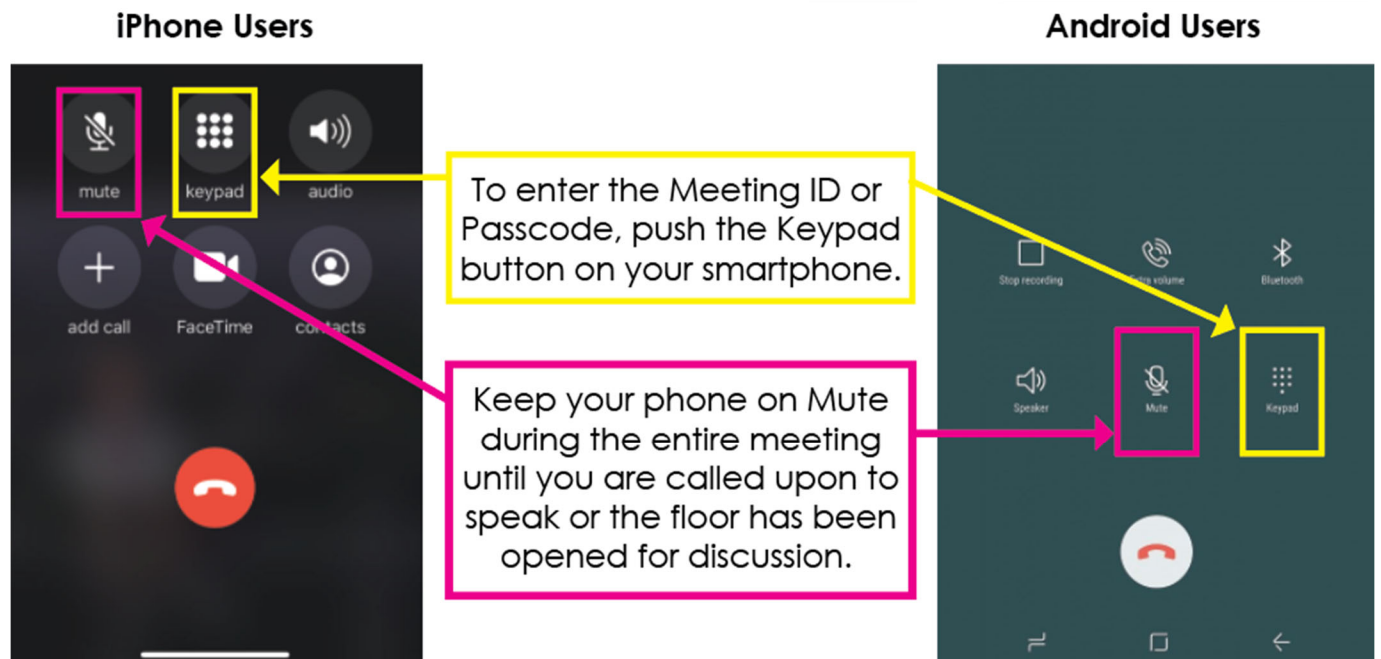 iPhone Users
Android Users
mute
keypad
audio
add call
FaceTime
contacts
To enter the Meeting ID or
Passcode, push the Keypad
button on your smartphone.
Keep your phone on Mute
during the entire meeting
until you are called upon to
speak or the floor has been
opened for discussion.
Stop recording
Extra volume
Bluetooth
Speaker
Mute
Keypad